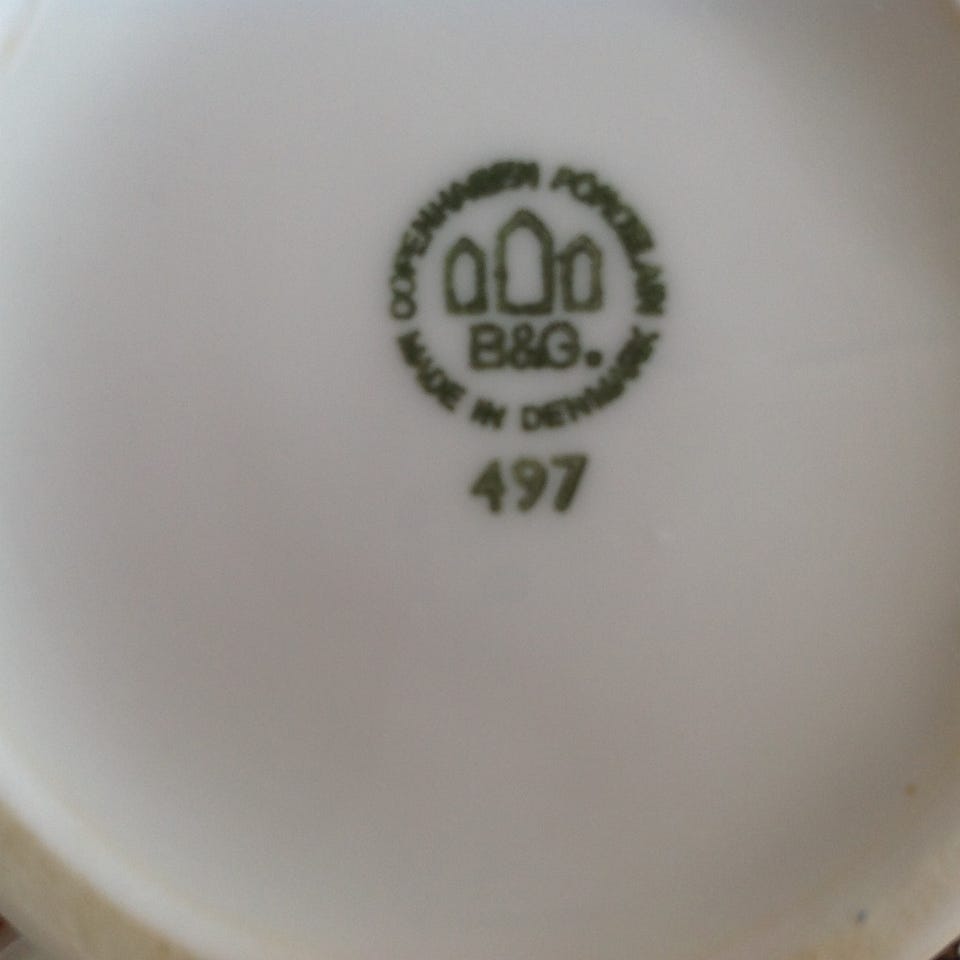 COPENHAGEN PORCELAIN
B&G.
MADE IN DENMARK
497